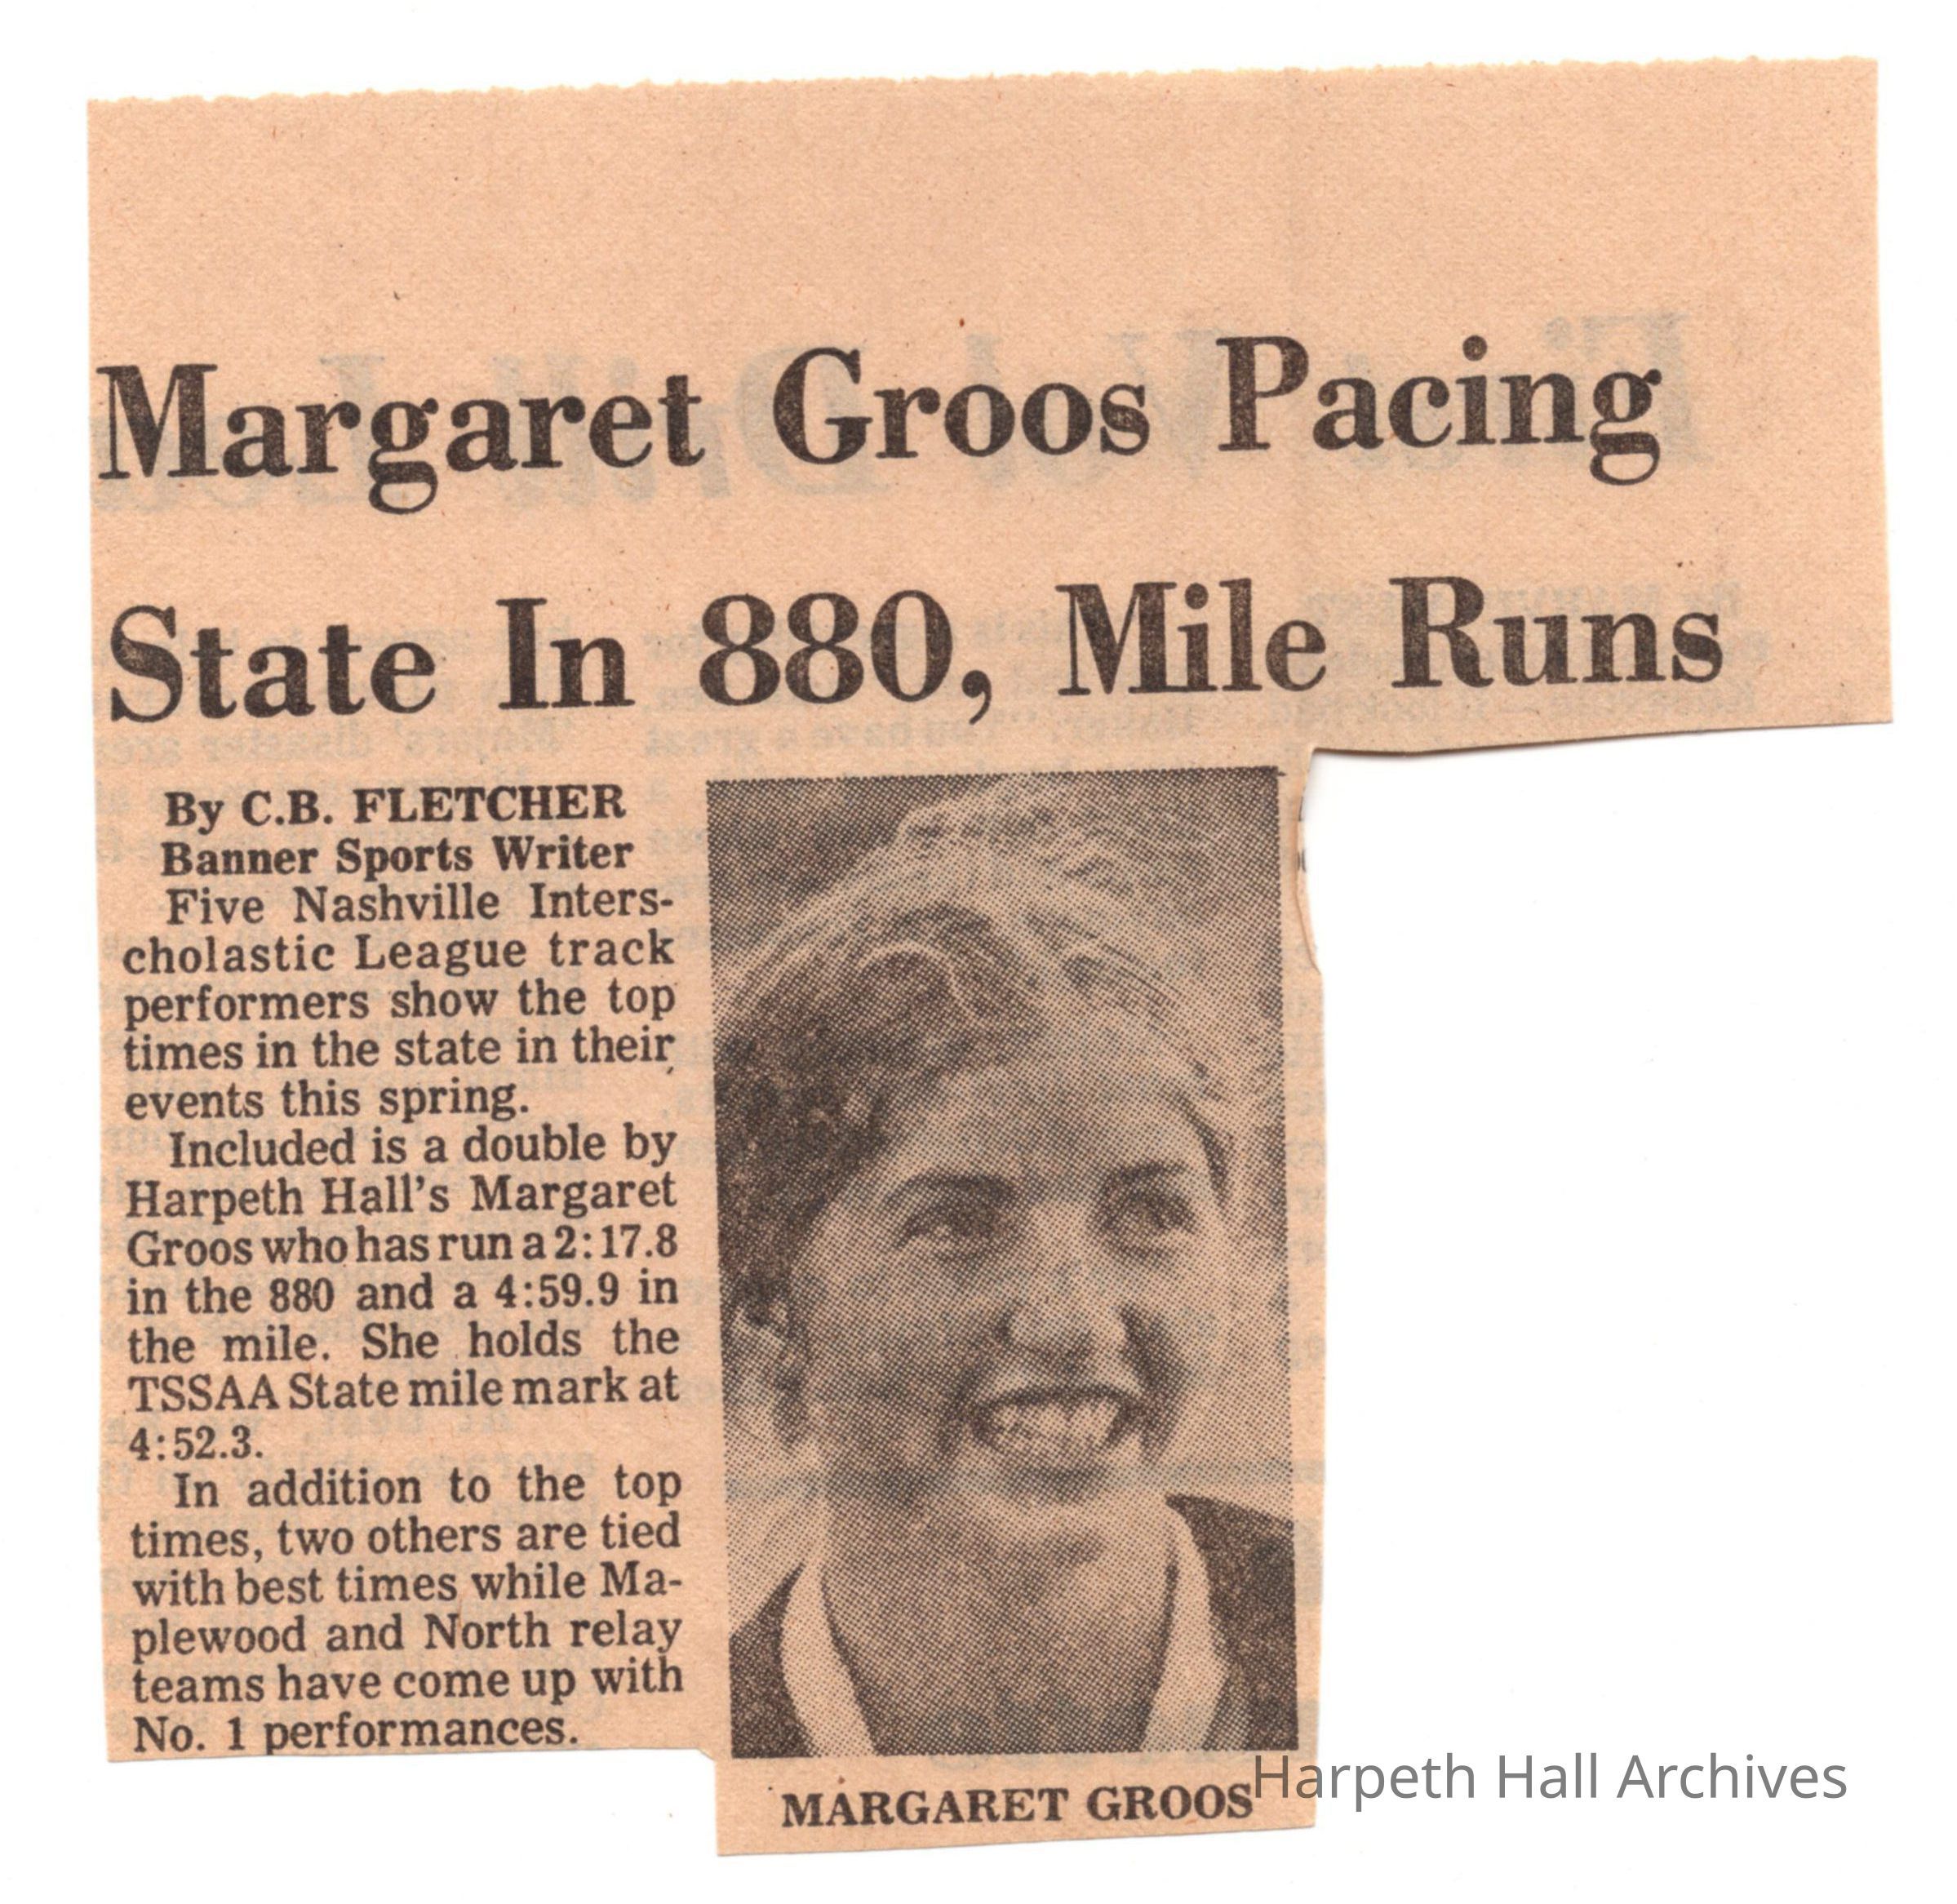 Margaret Groos Pacing
State In 880, Mile Runs
By C.B. FLETCHER
Banner Sports Writer
Five Nashville Inters-
cholastic League track
performers show the top
times in the state in their
events this spring.
Included is a double by
Harpeth Hall's Margaret
Groos who has run a 2:17.8
in the 880 and a 4:59.9 in
the mile. She holds the
TSSAA State mile mark at
4:52.3.
In addition to the top
times, two others are tied
with best times while Ma-
plewood and North relay
teams have come up with
No. 1 performances.
MARGARET GROOS
Harpeth Hall Archives